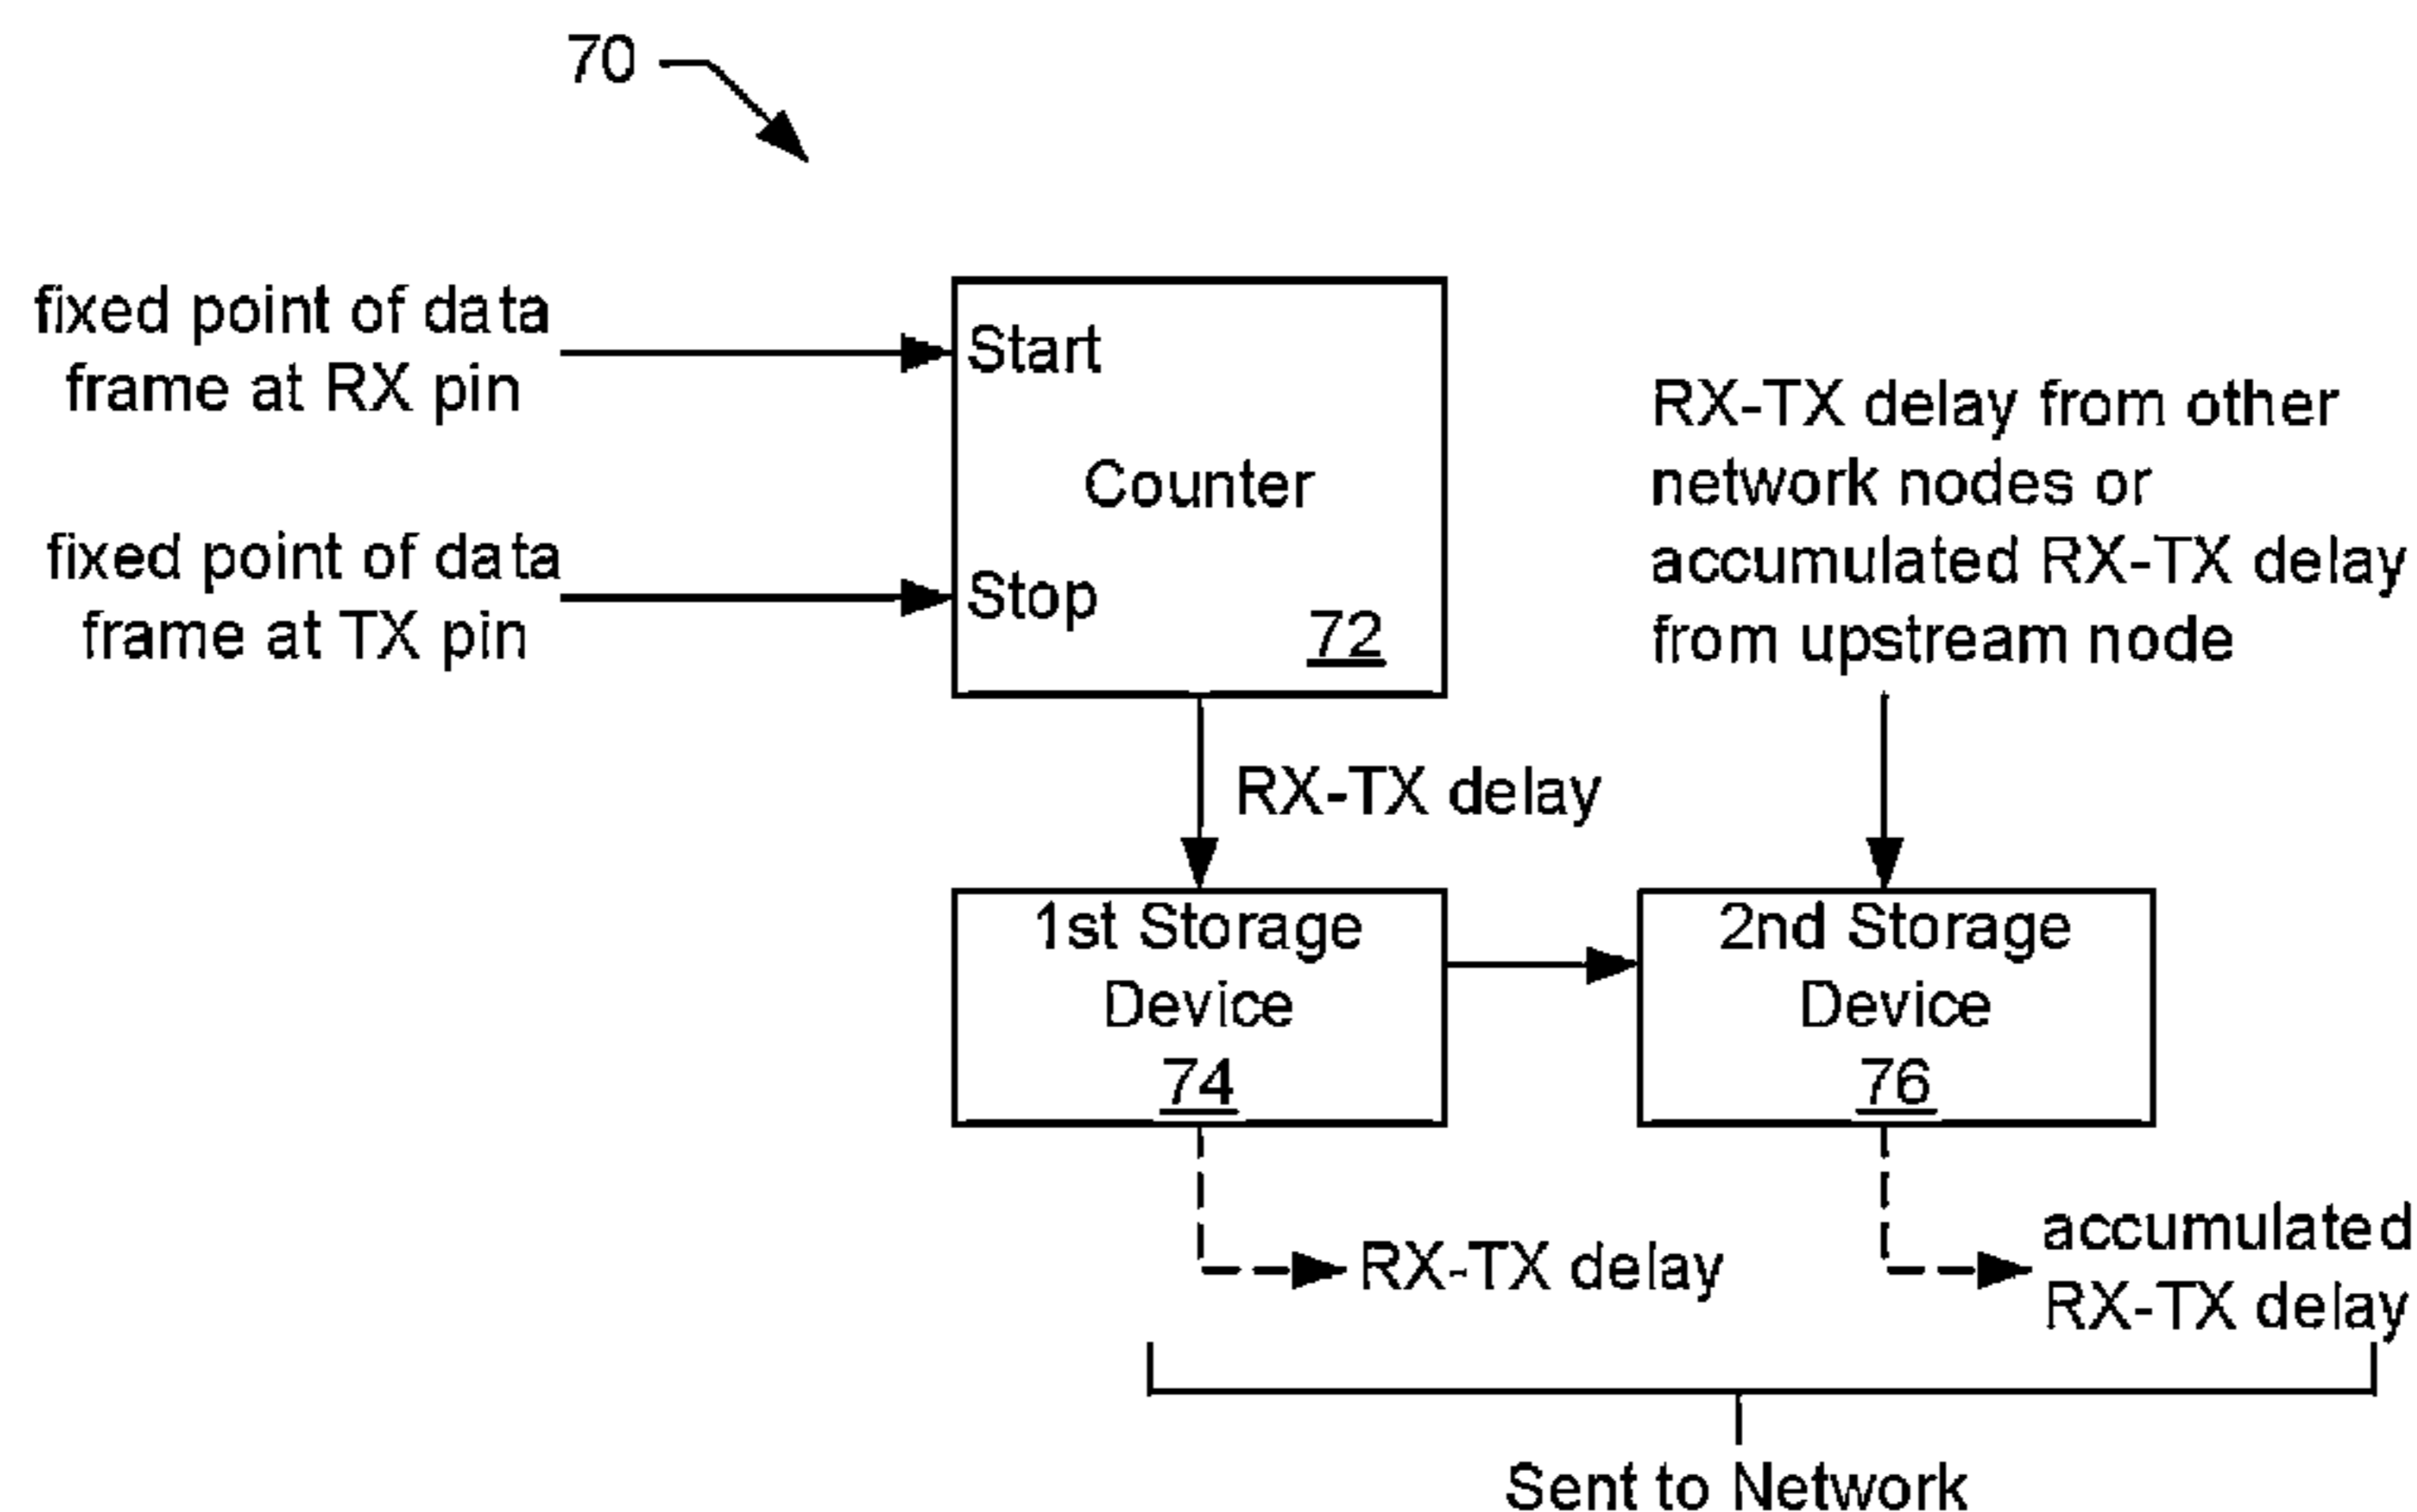 70
fixed point of data
frame at RX pin
fixed point of data
frame at TX pin
Start
Counter
Stop
72
RX-TX delay from other
network nodes or
accumulated RX-TX delay
from upstream node
RX-TX delay
1st Storage
Device
74
2nd Storage
Device
76
RX-TX delay
accumulated
RX-TX delay
Sent to Network